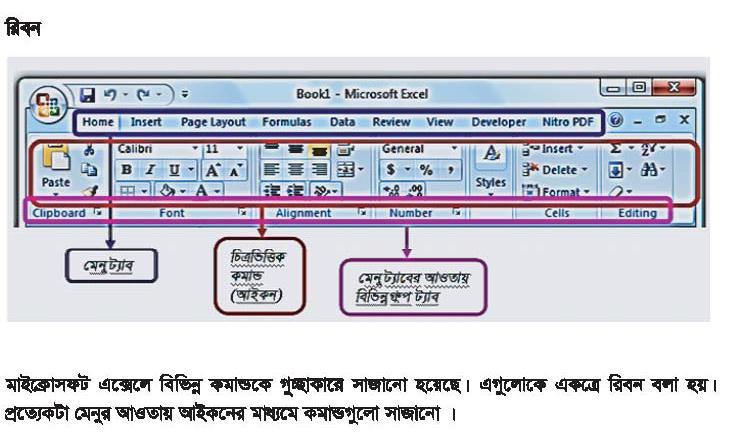 রিবন
Book1 - Microsoft Excel
Home Insert Page Layout Formulas Data Review View Developer Nitro PDF
Calibri 11 General Insert
B I U A A $ % , Delete
Paste Styles Format
Clipboard Font Alignment Number Cells Editing
মেনু ট্যাব
চিত্রভিত্তিক
কমান্ড
(আইকন)
মেনু ট্যাবের আওতায়
বিভিন্ন গ্রুপ ট্যাব
মাইক্রোসফট এক্সেলে বিভিন্ন কমান্ডকে গুচ্ছাকারে সাজানো হয়েছে। এগুলোকে একত্রে রিবন বলা হয়।
প্রত্যেকটা মেনুর আওতায় আইকনের মাধ্যমে কমান্ডগুলো সাজানো ।